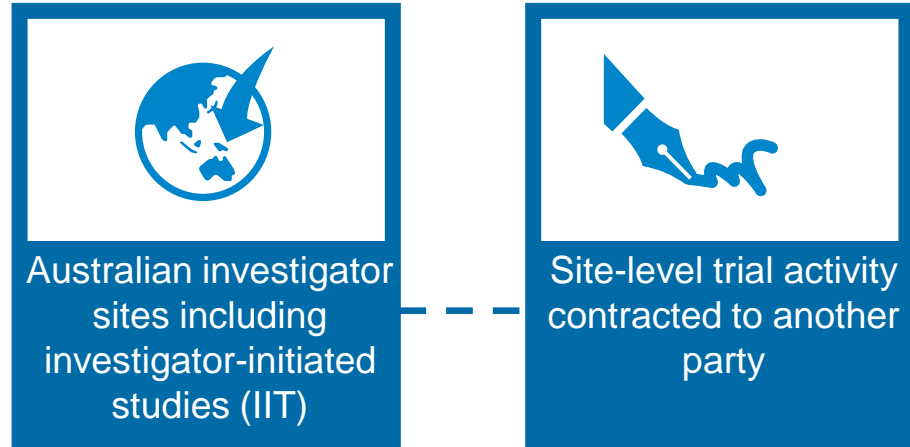 Australian investigator
sites including
investigator-initiated
studies (IIT)
Site-level trial activity
contracted to another
party